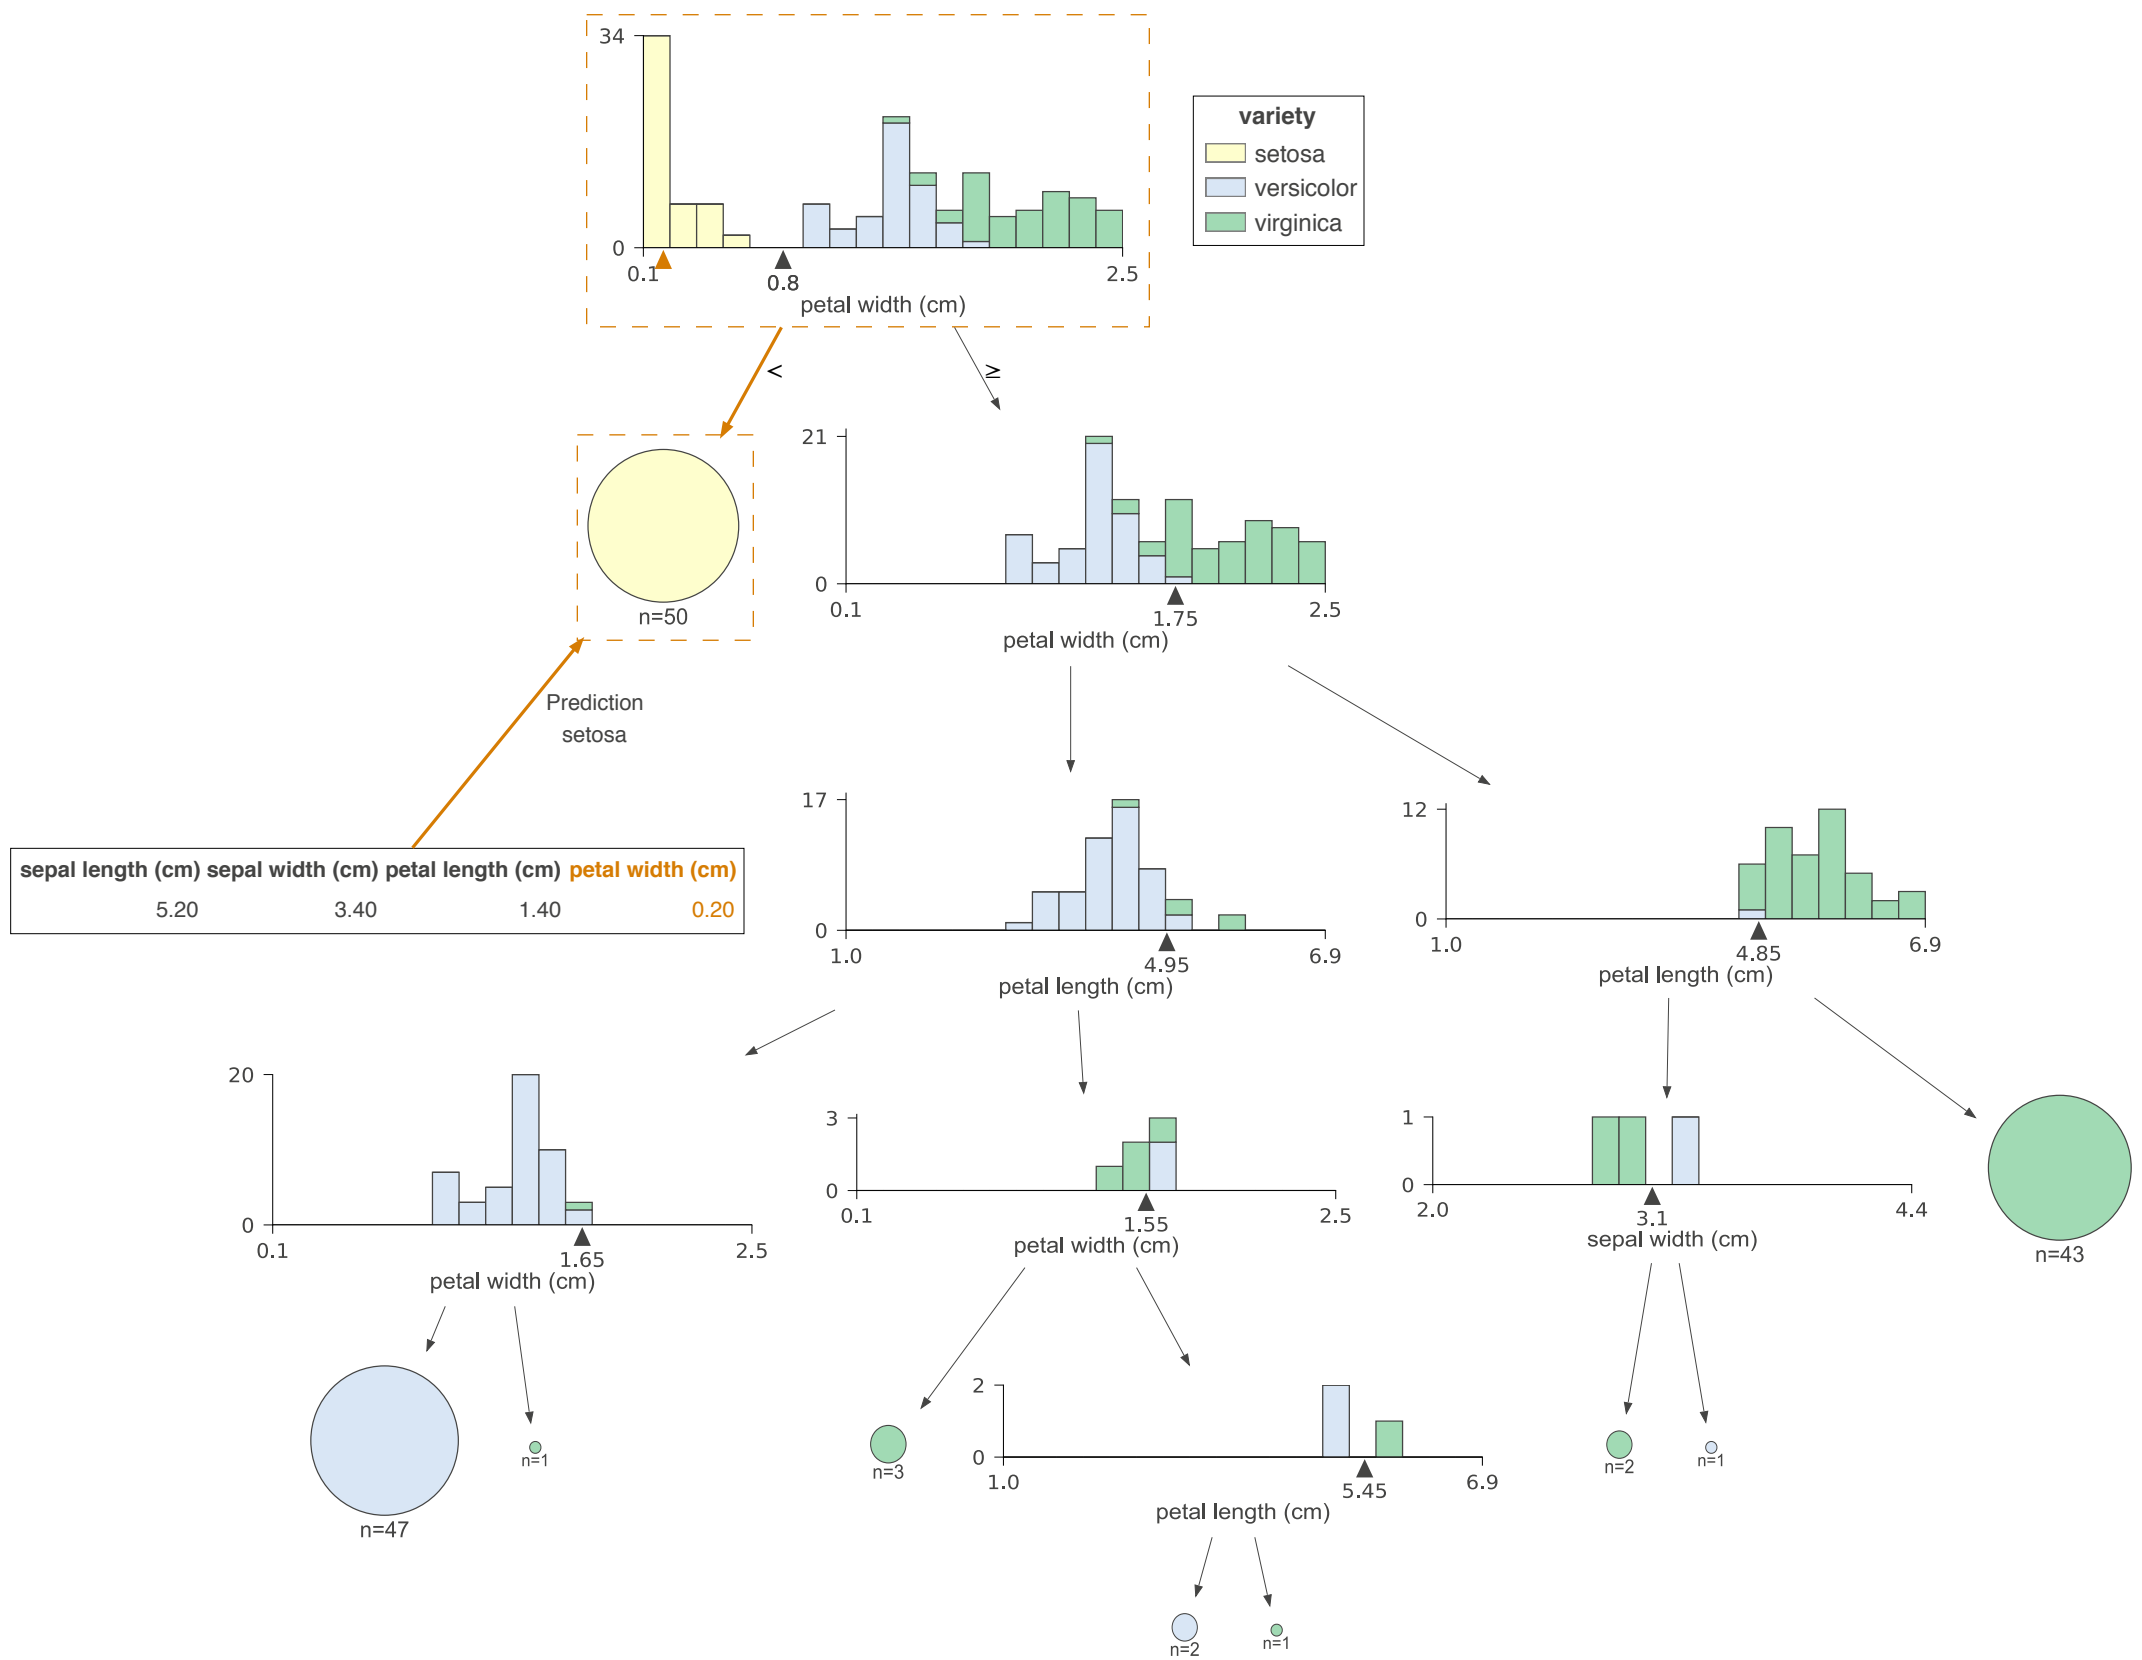 34
0
0.1
0.8
2.5
petal width (cm)
variety
setosa
versicolor
virginica
<
≥
n=50
21
0
0.1
1.75
2.5
petal width (cm)
Prediction
setosa
sepal length (cm) sepal width (cm) petal length (cm) petal width (cm)
5.20 3.40 1.40 0.20
17
0
1.0
4.95
6.9
petal length (cm)
12
0
1.0
4.85
6.9
petal length (cm)
20
0
0.1
1.65
2.5
petal width (cm)
3
0
0.1
1.55
2.5
petal width (cm)
1
0
2.0
3.1
4.4
sepal width (cm)
n=43
n=47
n=1
n=3
2
0
1.0
5.45
6.9
petal length (cm)
n=2
n=1
n=2
n=1